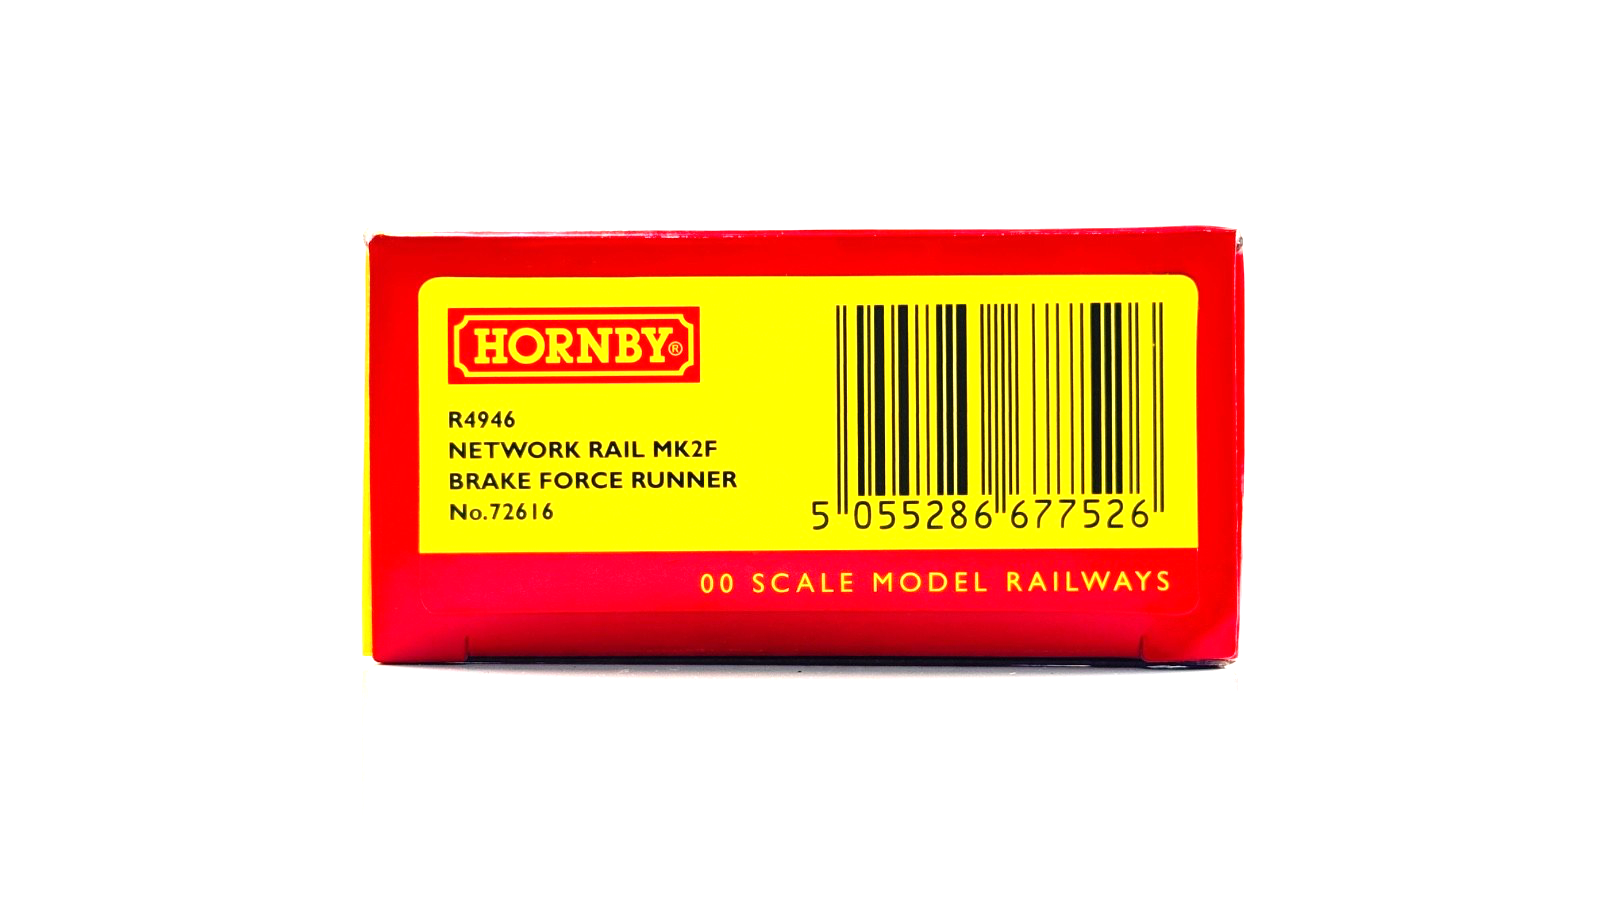 HORNBY®
R4946
NETWORK RAIL MK2F
BRAKE FORCE RUNNER
No.72616
5 055286 677526
00 SCALE MODEL RAILWAYS